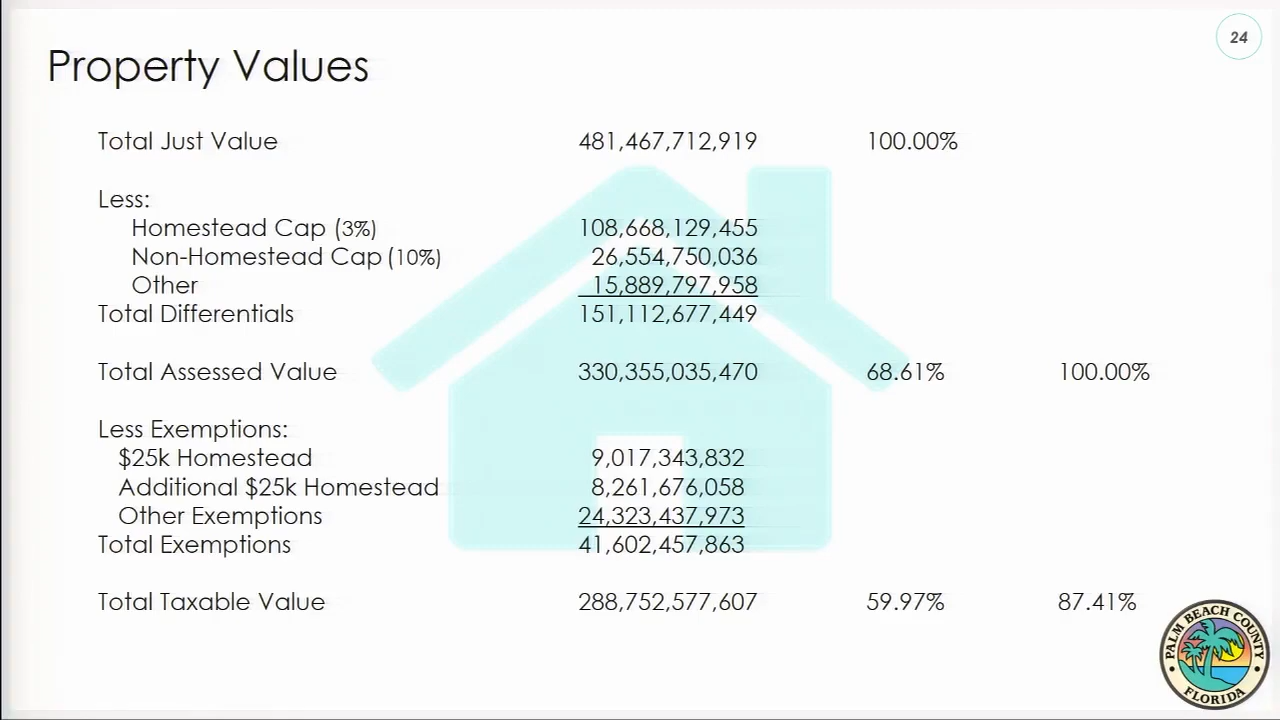 24
Property Values
Total Just Value 481,467,712,919 100.00%
Less:
Homestead Cap (3%) 108,668,129,455
Non-Homestead Cap (10%) 26,554,750,036
Other 15,889,797,958
Total Differentials 151,112,677,449
Total Assessed Value 330,355,035,470 68.61% 100.00%
Less Exemptions:
$25k Homestead 9,017,343,832
Additional $25k Homestead 8,261,676,058
Other Exemptions 24,323,437,973
Total Exemptions 41,602,457,863
Total Taxable Value 288,752,577,607 59.97% 87.41%
PALM BEACH COUNTY
FLORIDA